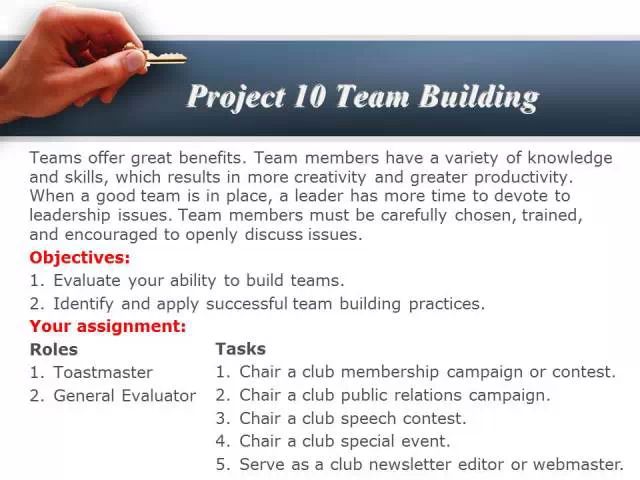 Project 10 Team Building
Teams offer great benefits. Team members have a variety of knowledge
and skills, which results in more creativity and greater productivity.
When a good team is in place, a leader has more time to devote to
leadership issues. Team members must be carefully chosen, trained,
and encouraged to openly discuss issues.
Objectives:
1. Evaluate your ability to build teams.
2. Identify and apply successful team building practices.
Your assignment:
Roles
1. Toastmaster
2. General Evaluator
Tasks
1. Chair a club membership campaign or contest.
2. Chair a club public relations campaign.
3. Chair a club speech contest.
4. Chair a club special event.
5. Serve as a club newsletter editor or webmaster.